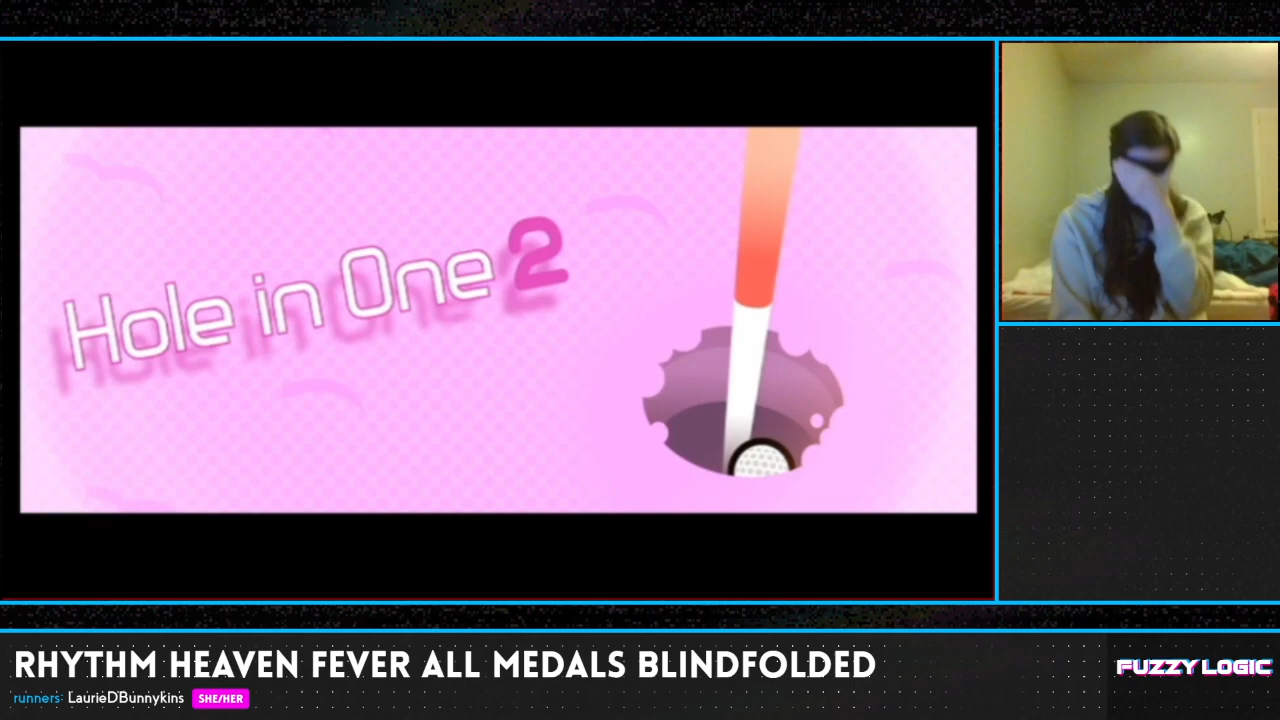 Hole in One 2
RHYTHM HEAVEN FEVER ALL MEDALS BLINDFOLDED
runners: LaurieDBunnykins SHE/HER
FUZZY LOGIC